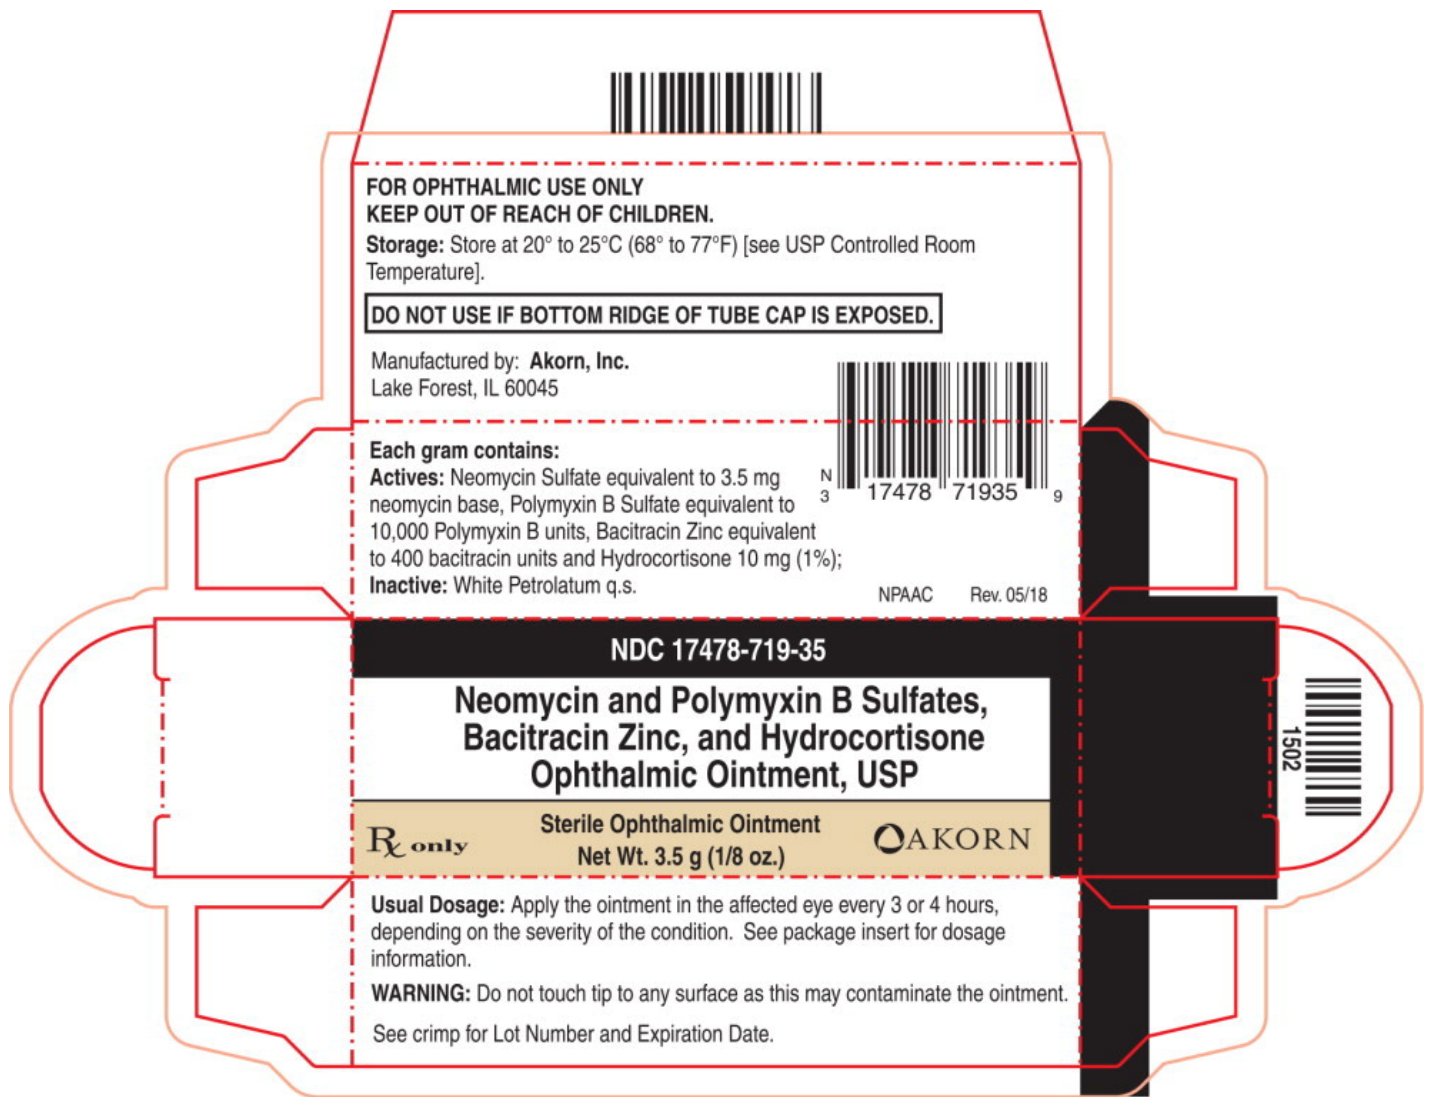 FOR OPHTHALMIC USE ONLY
KEEP OUT OF REACH OF CHILDREN.
Storage: Store at 20° to 25°C (68° to 77°F) [see USP Controlled Room
Temperature].
DO NOT USE IF BOTTOM RIDGE OF TUBE CAP IS EXPOSED.
Manufactured by: Akorn, Inc.
Lake Forest, IL 60045
Each gram contains:
Actives: Neomycin Sulfate equivalent to 3.5 mg
neomycin base, Polymyxin B Sulfate equivalent to
10,000 Polymyxin B units, Bacitracin Zinc equivalent
to 400 bacitracin units and Hydrocortisone 10 mg (1%);
Inactive: White Petrolatum q.s.
N
3 17478 71935 9
NPAAC Rev. 05/18
NDC 17478-719-35
Neomycin and Polymyxin B Sulfates,
Bacitracin Zinc, and Hydrocortisone
Ophthalmic Ointment, USP
Rx only
Sterile Ophthalmic Ointment
Net Wt. 3.5 g (1/8 oz.)
AKORN
1502
Usual Dosage: Apply the ointment in the affected eye every 3 or 4 hours,
depending on the severity of the condition. See package insert for dosage
information.
WARNING: Do not touch tip to any surface as this may contaminate the ointment.
See crimp for Lot Number and Expiration Date.